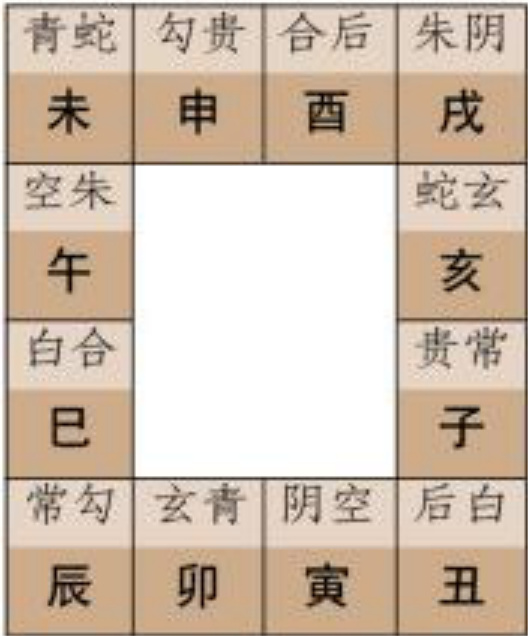 青蛇 勾贵 合后 朱阴
未 申 酉 戌
空朱 蛇玄
午 亥
白合 贵常
巳 子
常勾 玄青 阴空 后白
辰 卯 寅 丑